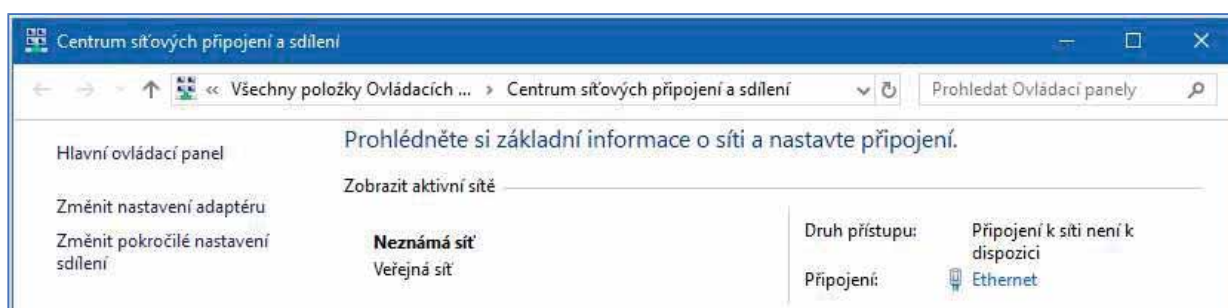 Centrum síťových připojení a sdílení
« Všechny položky Ovládacích ... › Centrum síťových připojení a sdílení
Prohledat Ovládací panely
Hlavní ovládací panel
Změnit nastavení adaptéru
Změnit pokročilé nastavení
sdílení
Prohlédněte si základní informace o síti a nastavte připojení.
Zobrazit aktivní sítě
Neznámá síť
Veřejná síť
Druh přístupu: Připojení k síti není k
dispozici
Připojení: Ethernet